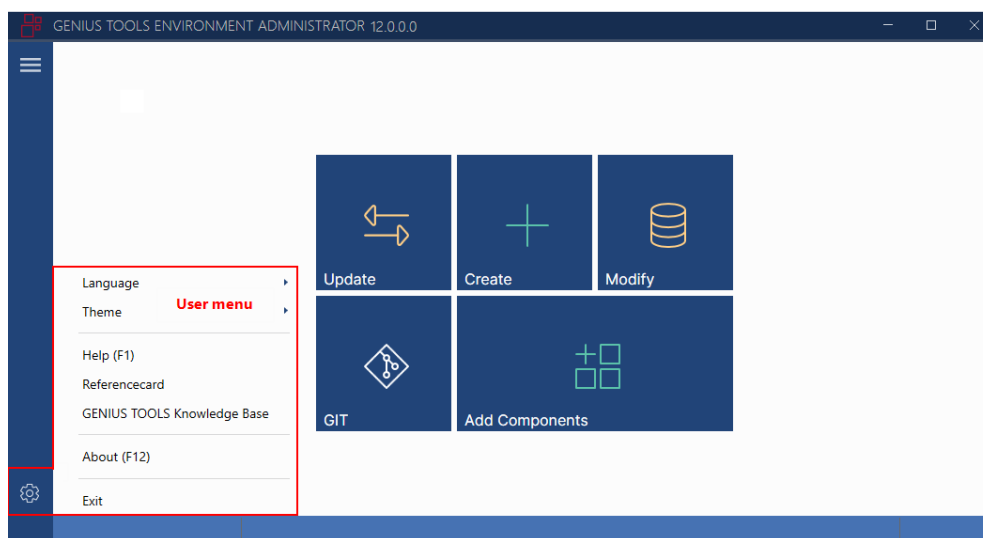 GENIUS TOOLS ENVIRONMENT ADMINISTRATOR 12.0.0.0
Update
Create
Modify
Language
User menu
Theme
Help (F1)
Referencecard
GENIUS TOOLS Knowledge Base
GIT
Add Components
About (F12)
Exit